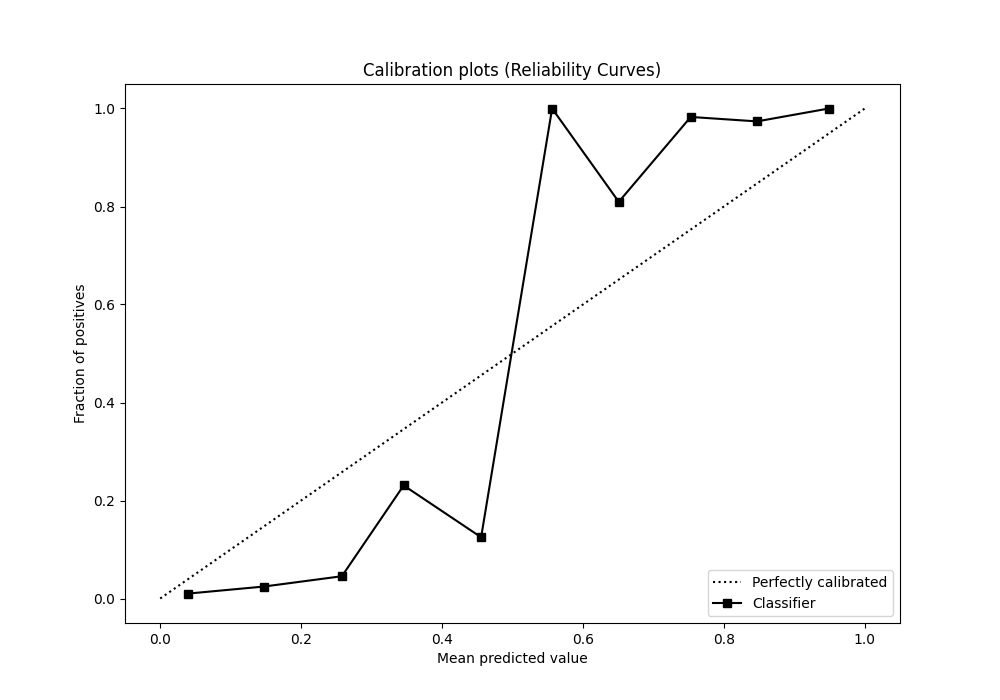 Calibration plots (Reliability Curves)
Fraction of positives
1.0
0.8
0.6
0.4
0.2
0.0
0.0 0.2 0.4 0.6 0.8 1.0
Mean predicted value
Perfectly calibrated
Classifier